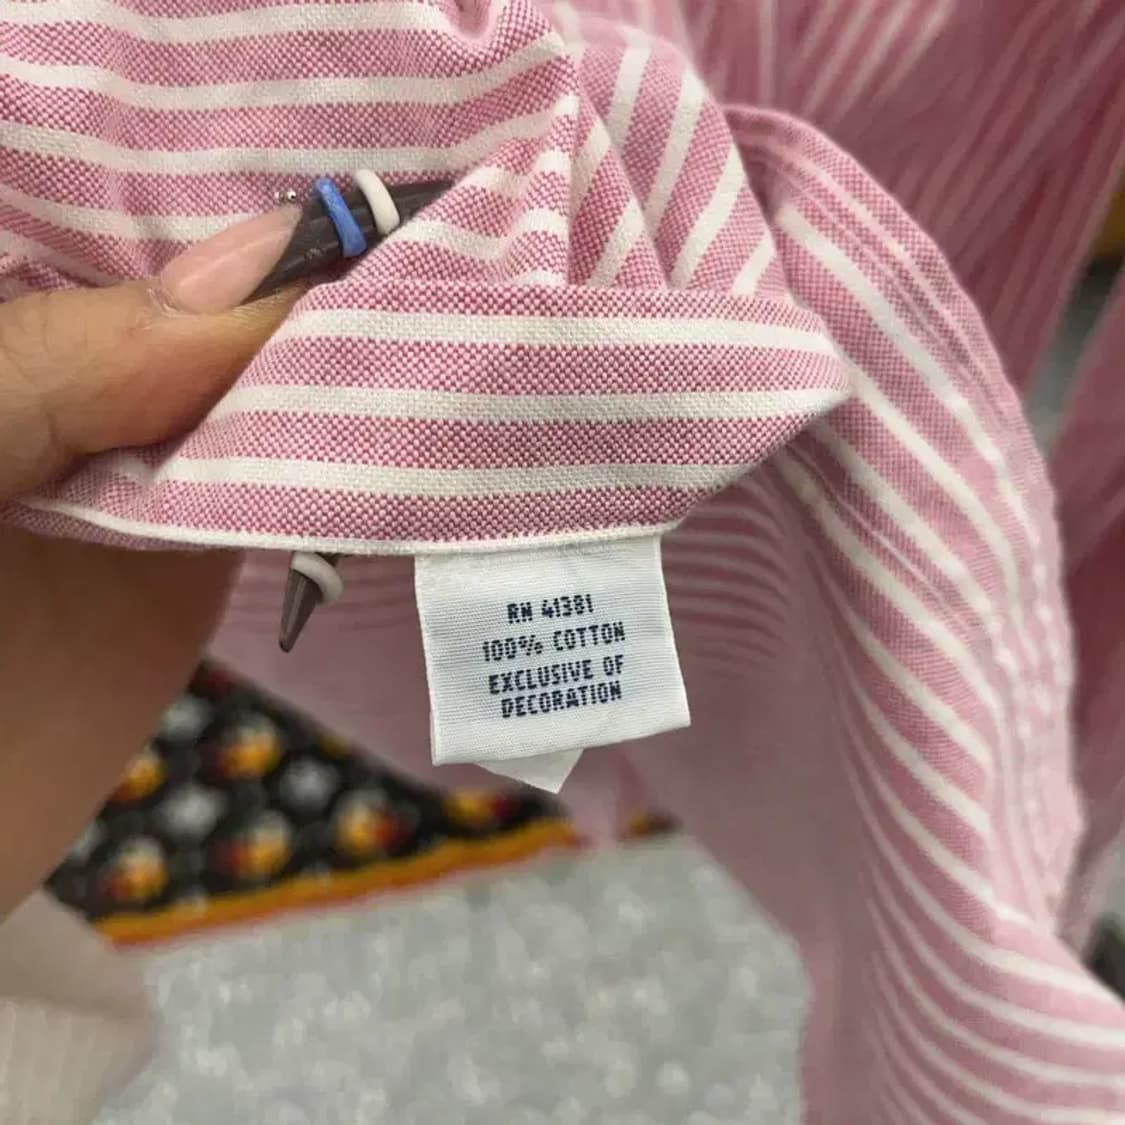 RN 41381
100% COTTON
EXCLUSIVE OF
DECORATION